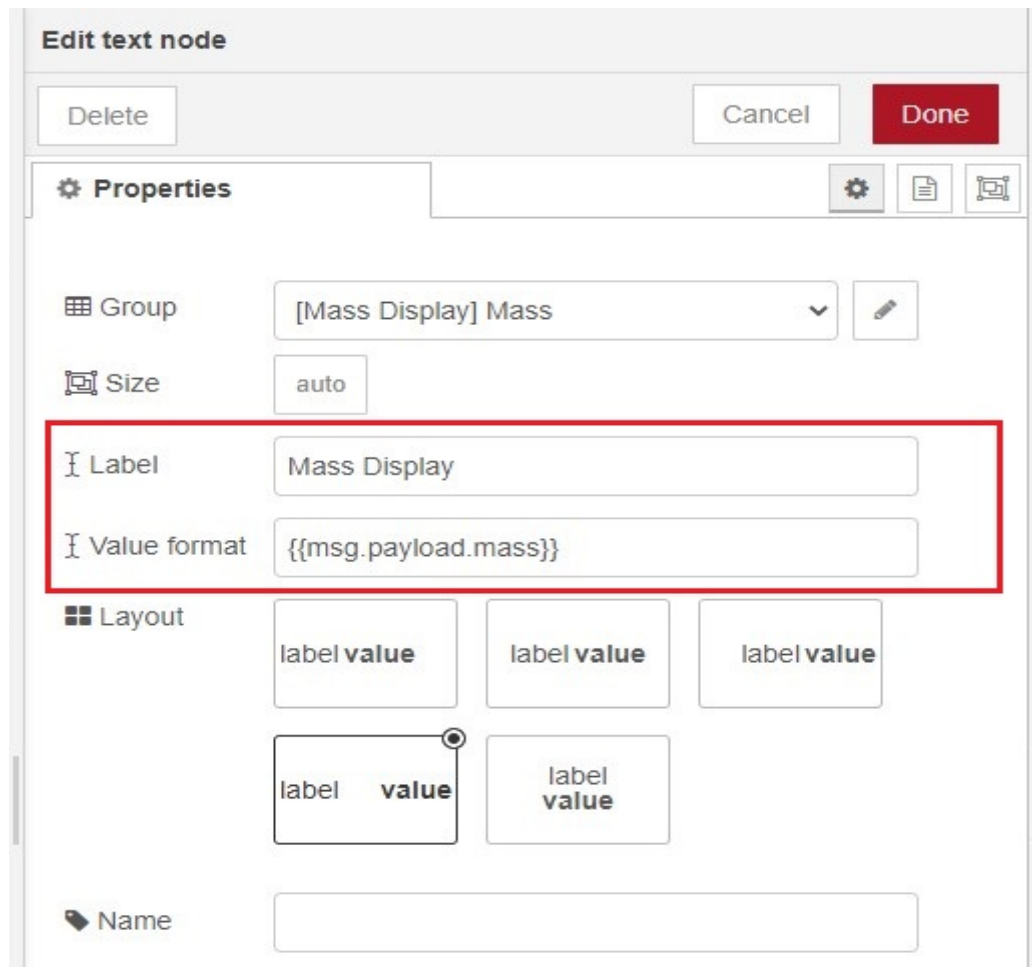 Edit text node
Delete Cancel Done
Properties
Group [Mass Display] Mass
Size auto
Label Mass Display
Value format {{msg.payload.mass}}
Layout
label value label value label value
label value label
value
Name